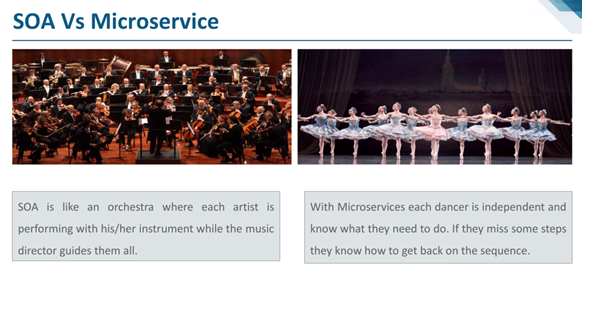 SOA Vs Microservice
SOA is like an orchestra where each artist is
performing with his/her instrument while the music
director guides them all.
With Microservices each dancer is independent and
know what they need to do. If they miss some steps
they know how to get back on the sequence.